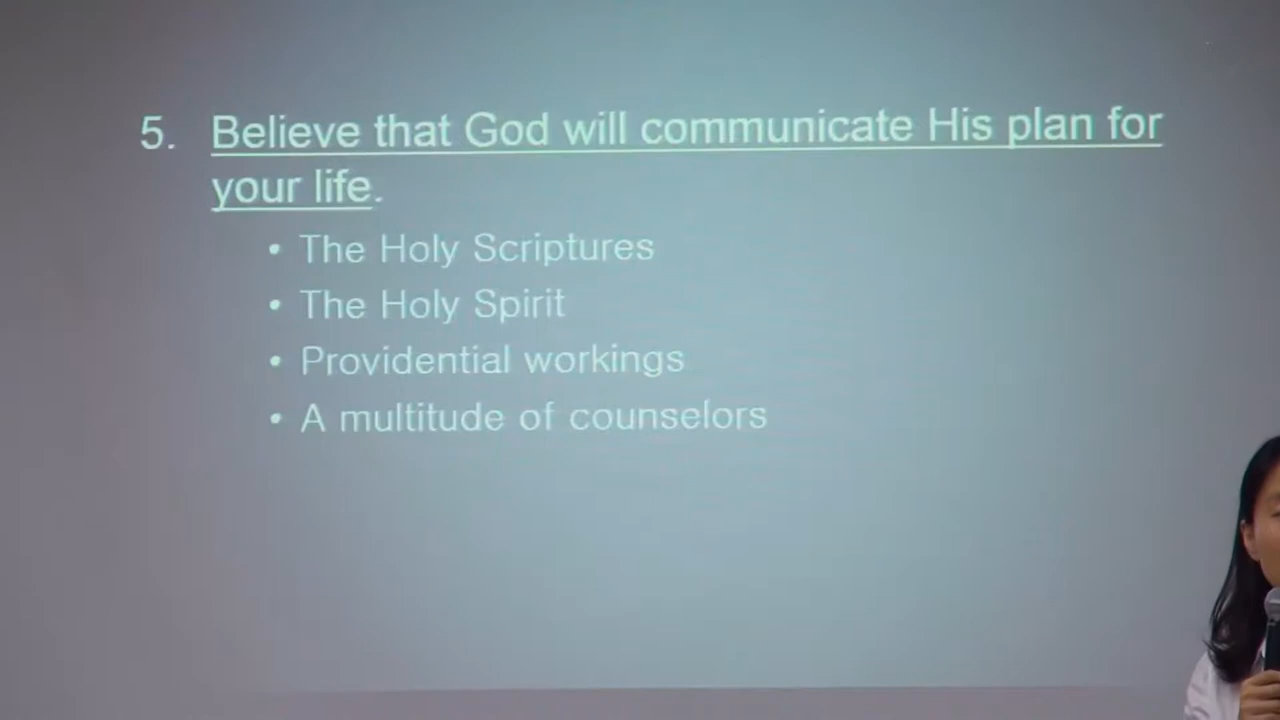 5. Believe that God will communicate His plan for
your life.
• The Holy Scriptures
• The Holy Spirit
• Providential workings
• A multitude of counselors